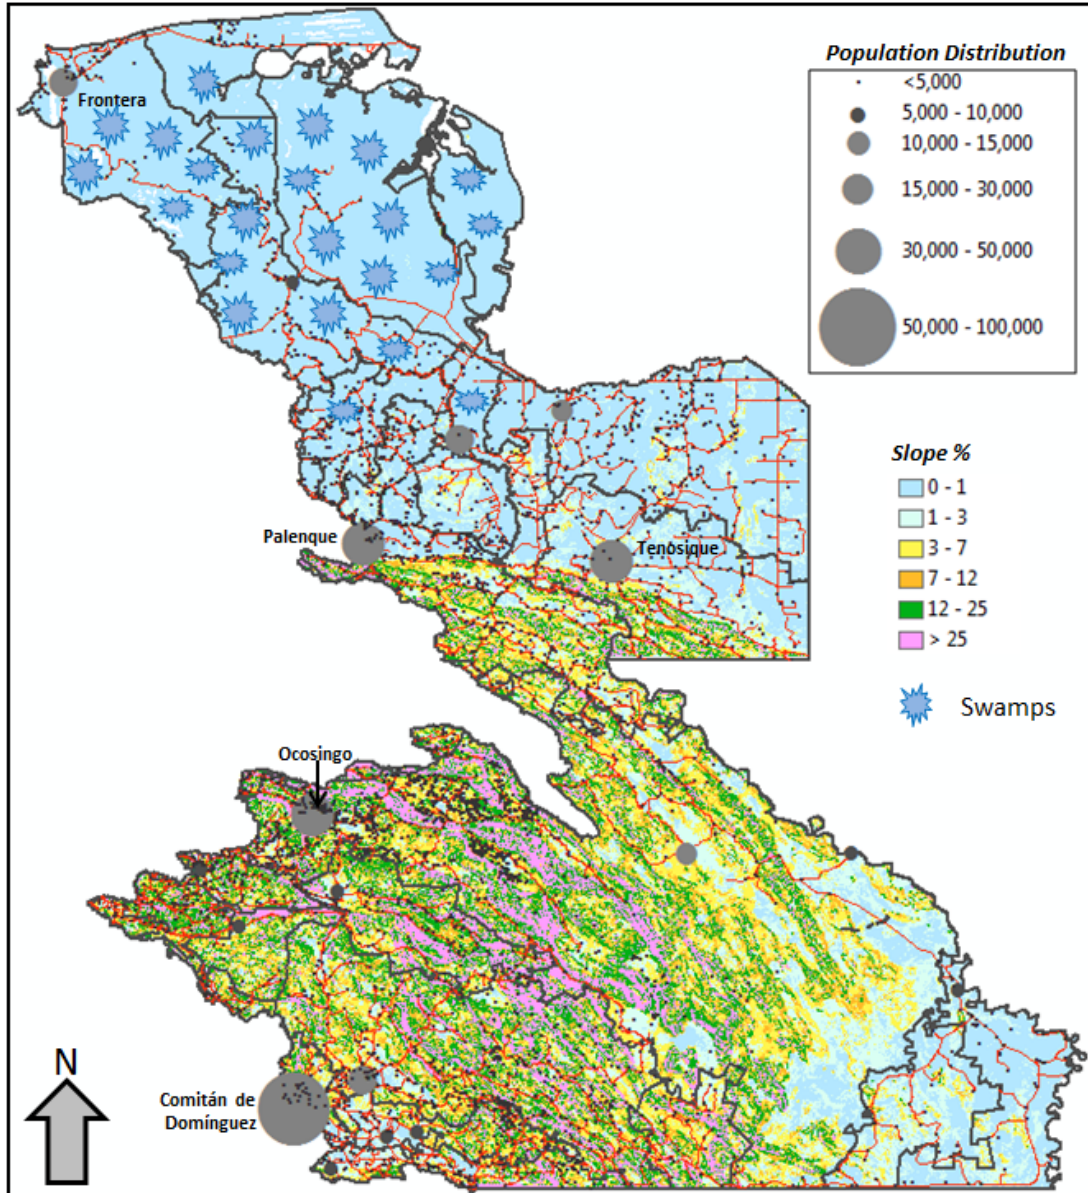 Population Distribution
<5,000
5,000 - 10,000
10,000 - 15,000
15,000 - 30,000
30,000 - 50,000
50,000 - 100,000
Frontera
Slope %
0 - 1
1 - 3
3 - 7
7 - 12
12 - 25
> 25
Swamps
Palenque
Tenosique
Ocosingo
N
Comitán de
Domínguez